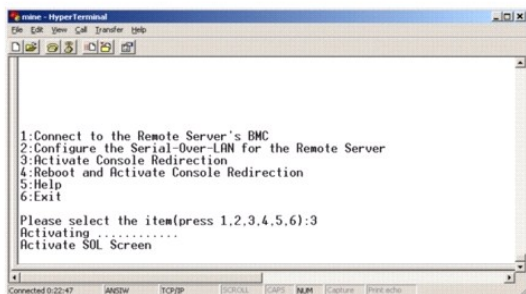 mine - HyperTerminal
File Edit View Call Transfer Help
1:Connect to the Remote Server's BMC
2:Configure the Serial-Over-LAN for the Remote Server
3:Activate Console Redirection
4:Reboot and Activate Console Redirection
5:Help
6:Exit
Please select the item(press 1,2,3,4,5,6):3
Activating ............
Activate SOL Screen
Connected 0:22:47 ANSIW TCP/IP SCROLL CAPS NUM Capture Print echo